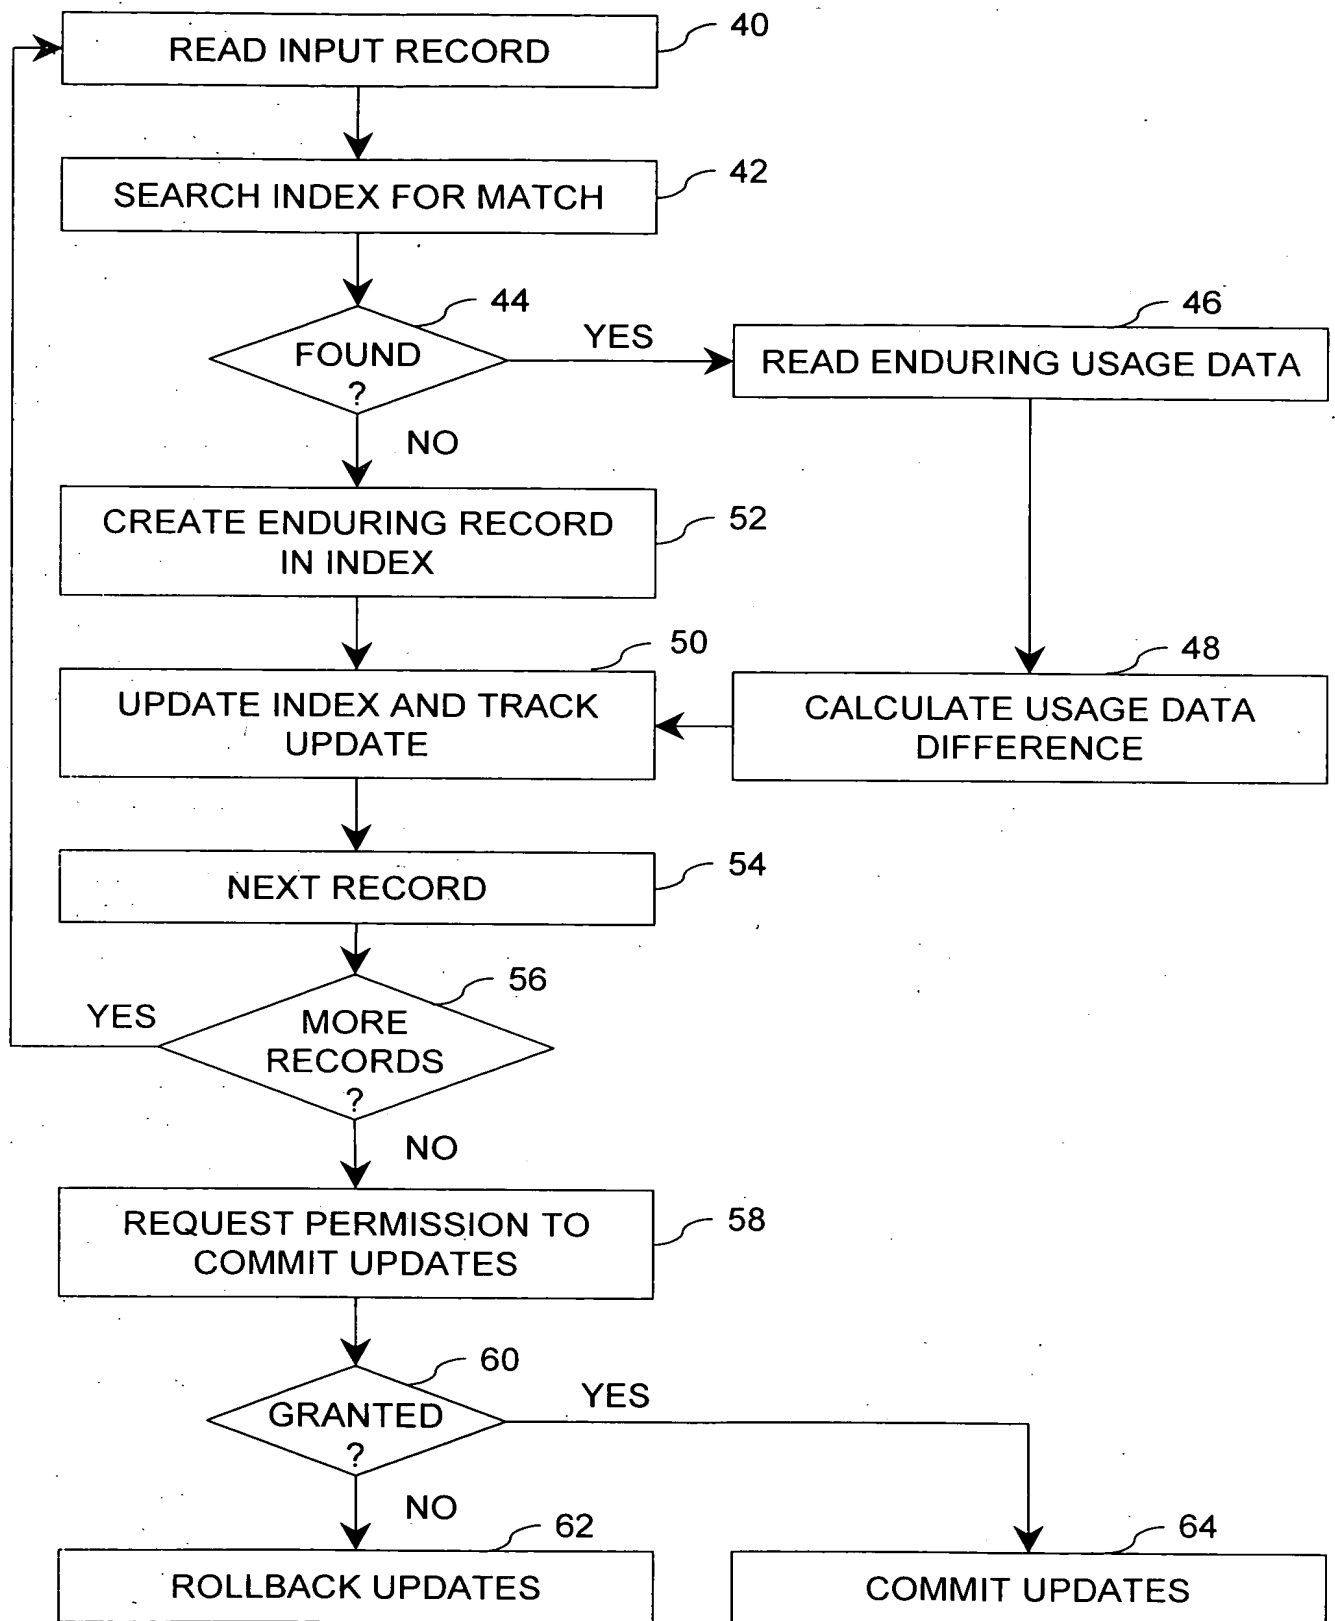 READ INPUT RECORD
40
SEARCH INDEX FOR MATCH
42
44
FOUND
?
YES
46
READ ENDURING USAGE DATA
NO
CREATE ENDURING RECORD
IN INDEX
52
50
UPDATE INDEX AND TRACK
UPDATE
48
CALCULATE USAGE DATA
DIFFERENCE
NEXT RECORD
54
56
YES
MORE
RECORDS
?
NO
REQUEST PERMISSION TO
COMMIT UPDATES
58
60
GRANTED
?
YES
NO
62
ROLLBACK UPDATES
64
COMMIT UPDATES